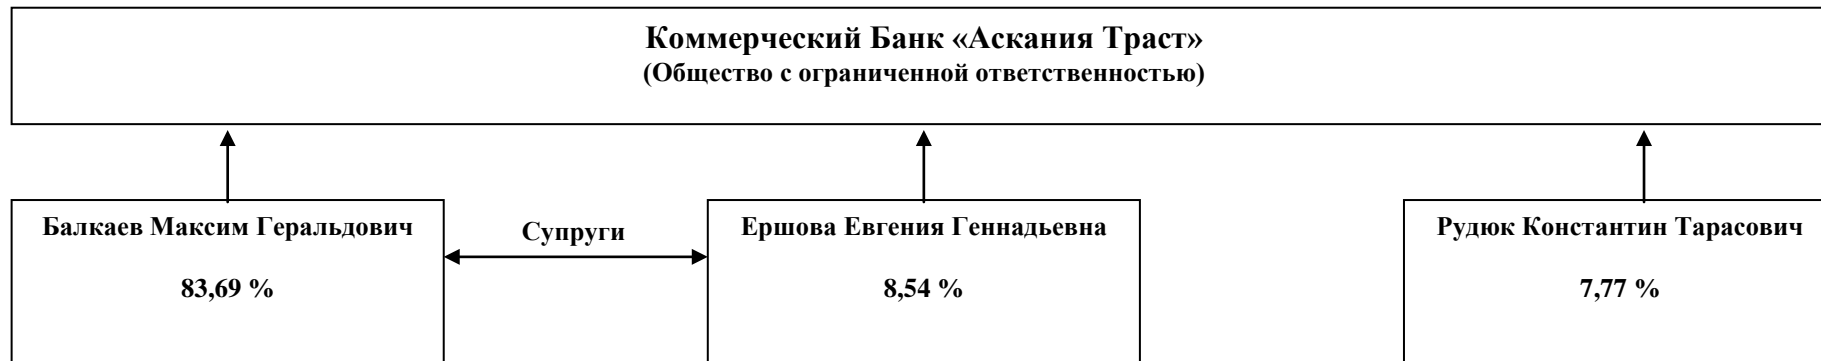 Коммерческий Банк «Аскания Траст»
(Общество с ограниченной ответственностью)
Балкаев Максим Геральдович
83,69 %
Супруги
Ершова Евгения Геннадьевна
8,54 %
Рудюк Константин Тарасович
7,77 %